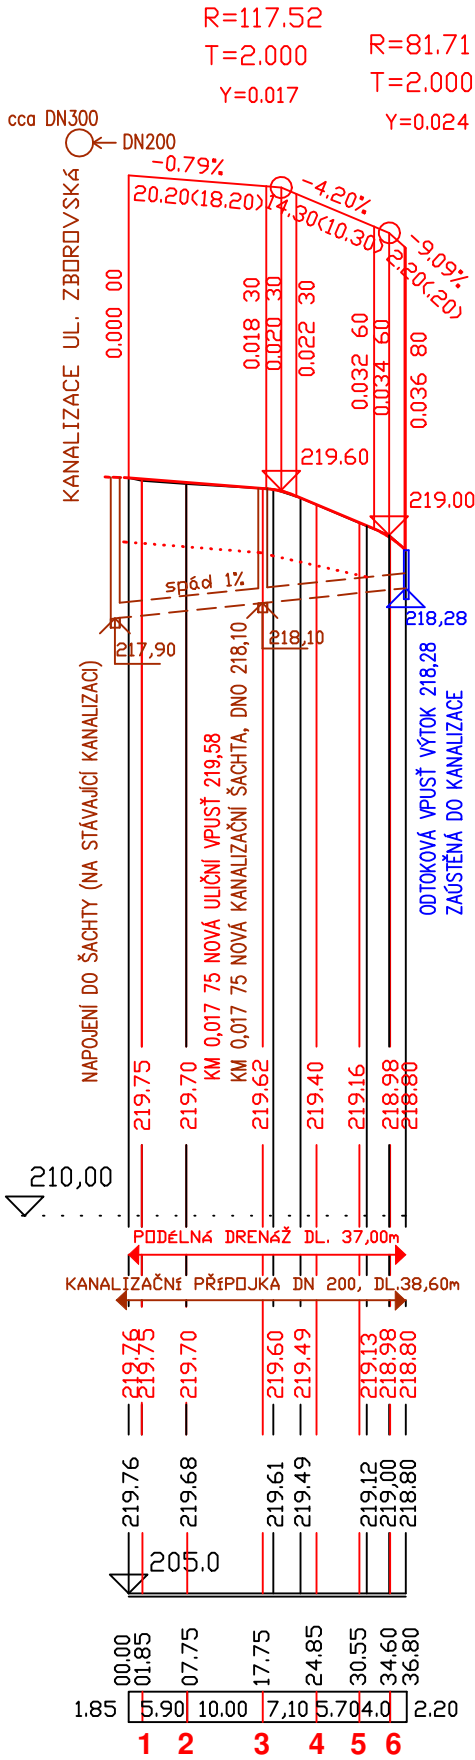 R=117.52
T=2.000
Y=0.017
R=81.71
T=2.000
Y=0.024
cca DN300
DN200
KANALIZACE UL. ZBOROVSKÁ
-0.79%
20.20(18.20)
-4.20%
14.30(10.30)
-9.09%
2.20(.20)
0.000 00
0.018 30
0.020 30
0.022 30
0.032 60
0.034 60
0.036 80
219.60
219.00
spád 1%
217,90
218,10
218,28
NAPOJENÍ DO ŠACHTY (NA STÁVAJÍCÍ KANALIZACI)
KM 0,017 75 NOVÁ ULIČNÍ VPUSŤ 219,58
KM 0,017 75 NOVÁ KANALIZAČNÍ ŠACHTA, DNO 218,10
ODTOKOVÁ VPUSŤ VÝTOK 218,28
ZAÚSTĚNÁ DO KANALIZACE
219.75
219.70
219.62
219.40
219.16
218.98
218.80
210,00
PODÉLNÁ DRENÁŽ DL. 37,00m
KANALIZAČNÍ PŘÍPOJKA DN 200, DL.38,60m
219.76
219.75
219.70
219.60
219.49
219.13
218.98
218.80
219.76
219.68
219.61
219.49
219.12
219,00
218.80
205.0
00.00
01.85
07.75
17.75
24.85
30.55
34.60
36.80
1.85 5.90 10.00 7,10 5.70 4.0 2.20
1 2 3 4 5 6